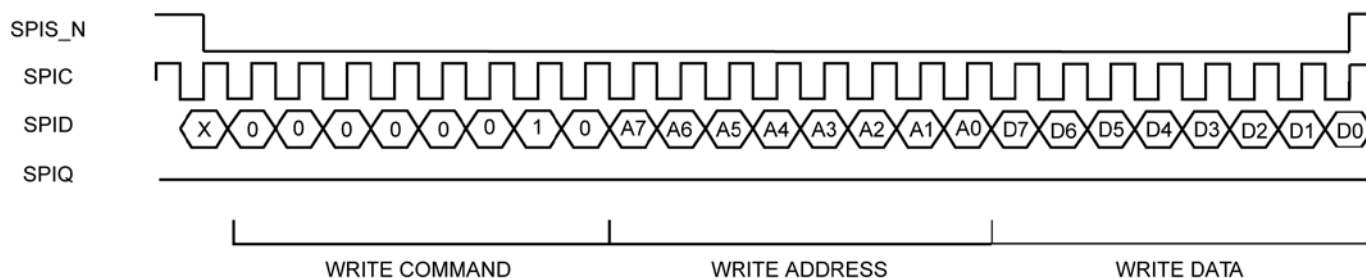 SPIS_N
SPIC
SPID X 0 0 0 0 0 0 1 0 A7 A6 A5 A4 A3 A2 A1 A0 D7 D6 D5 D4 D3 D2 D1 D0
SPIQ
WRITE COMMAND WRITE ADDRESS WRITE DATA